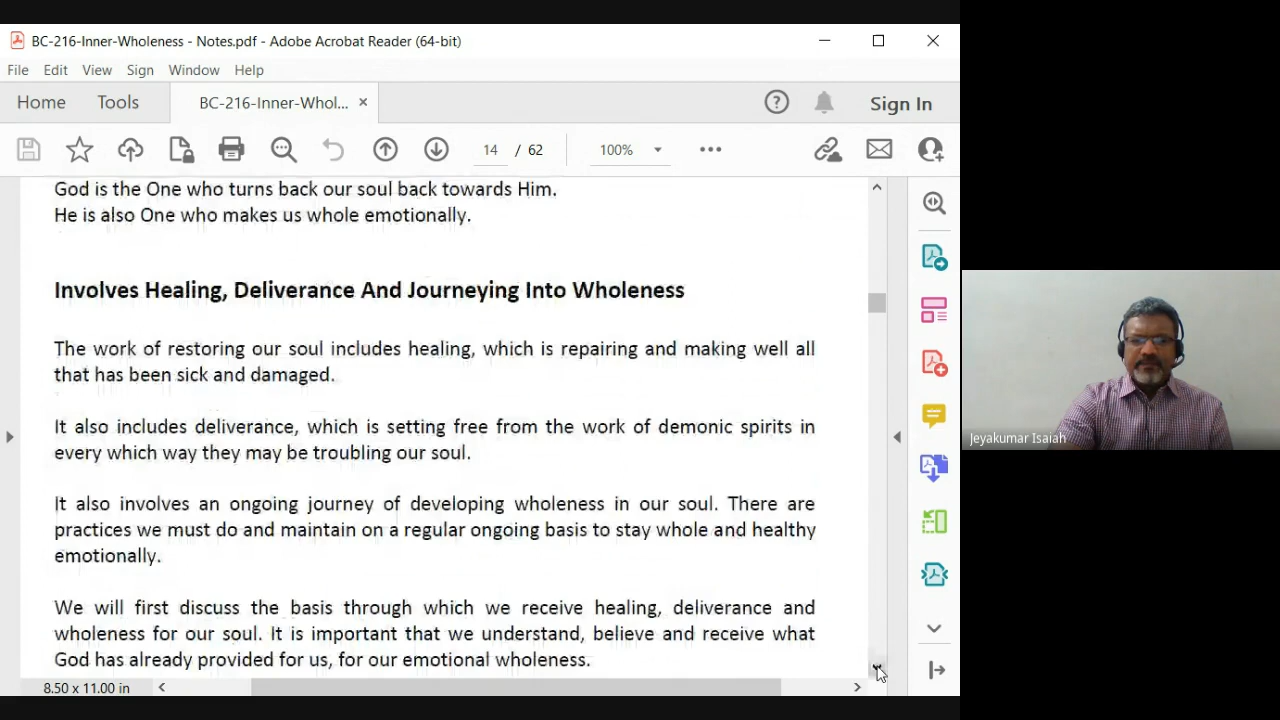 BC-216-Inner-Wholeness - Notes.pdf - Adobe Acrobat Reader (64-bit)
File Edit View Sign Window Help
Home Tools BC-216-Inner-Whol... × Sign In
14 / 62 100%
God is the One who turns back our soul back towards Him.
He is also One who makes us whole emotionally.
Involves Healing, Deliverance And Journeying Into Wholeness
The work of restoring our soul includes healing, which is repairing and making well all
that has been sick and damaged.
It also includes deliverance, which is setting free from the work of demonic spirits in
every which way they may be troubling our soul.
It also involves an ongoing journey of developing wholeness in our soul. There are
practices we must do and maintain on a regular ongoing basis to stay whole and healthy
emotionally.
We will first discuss the basis through which we receive healing, deliverance and
wholeness for our soul. It is important that we understand, believe and receive what
God has already provided for us, for our emotional wholeness.
8.50 x 11.00 in
Jeyakumar Isaiah